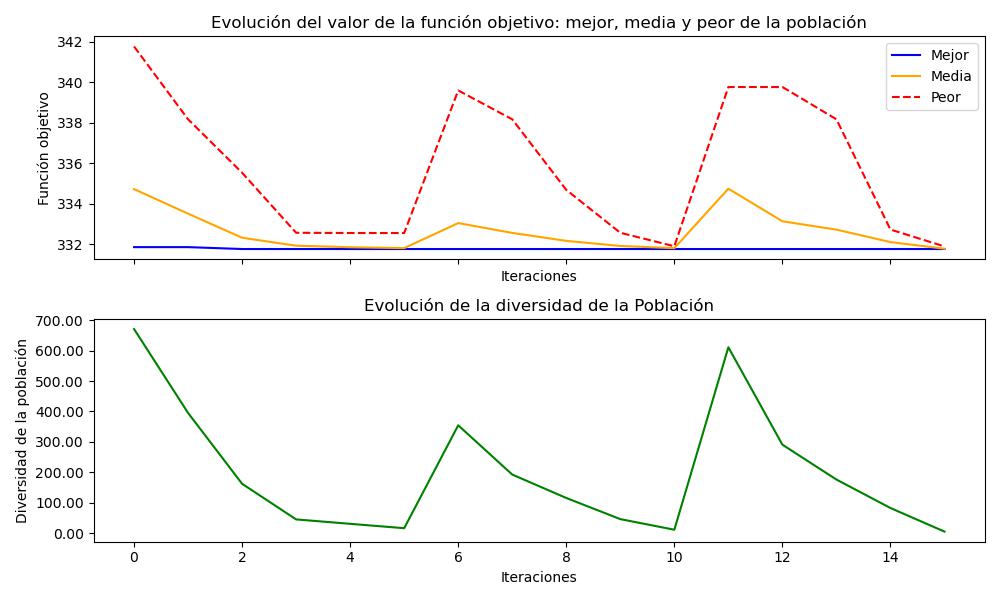 Evolución del valor de la función objetivo: mejor, media y peor de la población
342
340
338
336
334
332
Función objetivo
Mejor
Media
Peor
Iteraciones
Evolución de la diversidad de la Población
700.00
600.00
500.00
400.00
300.00
200.00
100.00
0.00
Diversidad de la población
0 2 4 6 8 10 12 14
Iteraciones